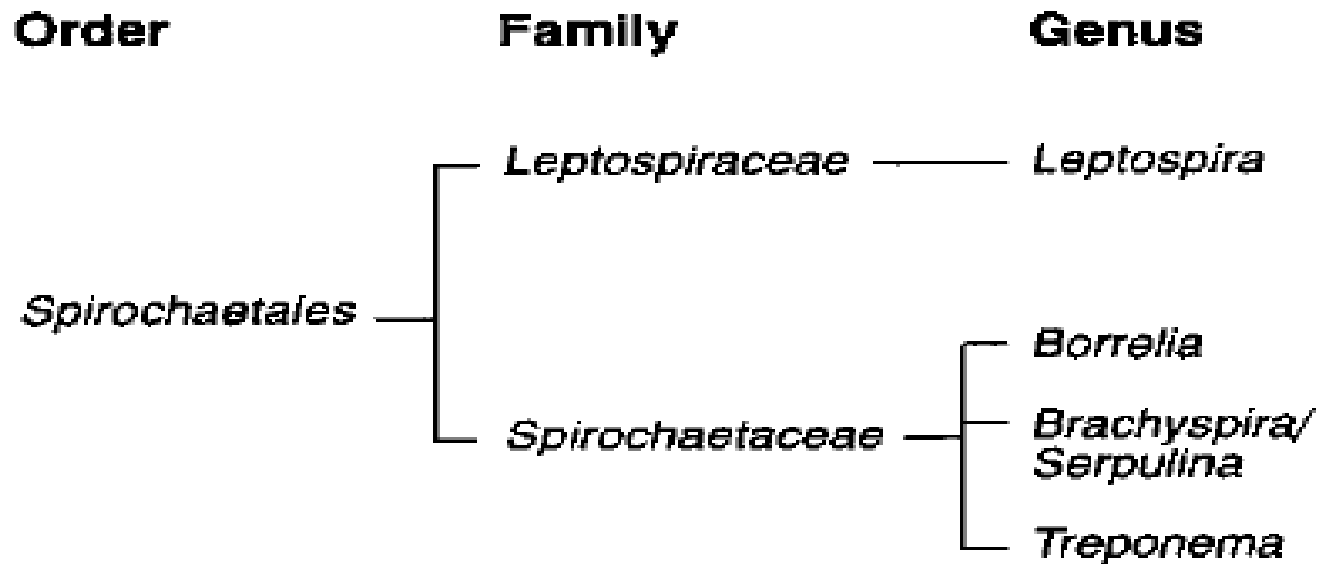 Order Family Genus
Leptospiraceae Leptospira
Spirochaetales
Borrelia
Spirochaetaceae
Brachyspira/
Serpulina
Treponema